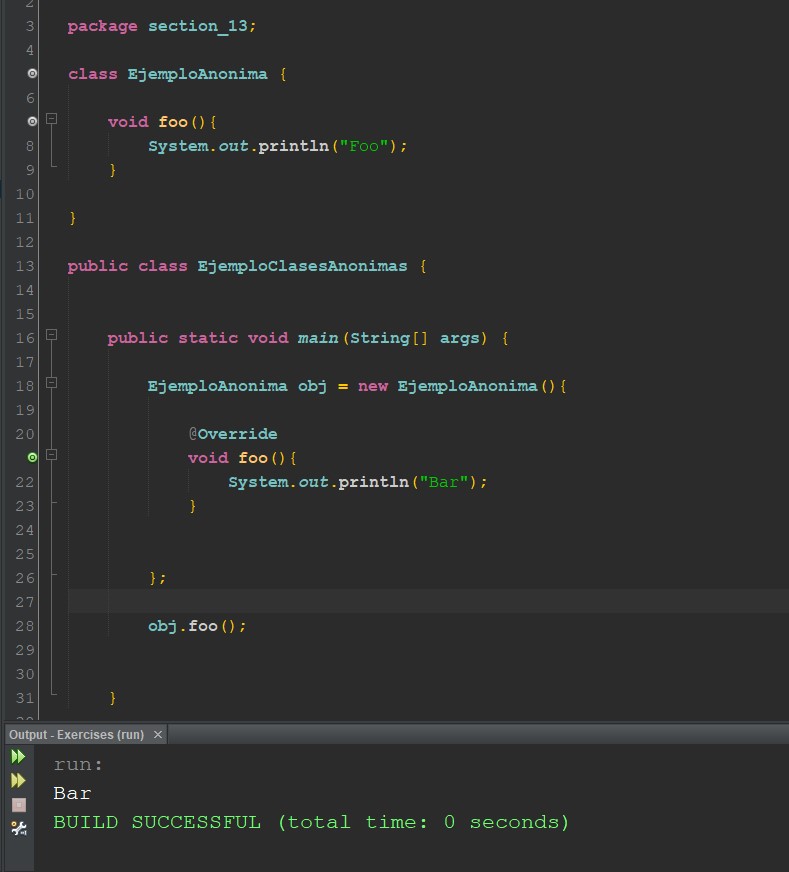 2
3 package section_13;
4
class EjemploAnonima {
6
void foo(){
8 System.out.println("Foo");
9 }
10
11 }
12
13 public class EjemploClasesAnonimas {
14
15
16 public static void main(String[] args) {
17
18 EjemploAnonima obj = new EjemploAnonima(){
19
20 @Override
void foo(){
22 System.out.println("Bar");
23 }
24
25
26 };
27
28 obj.foo();
29
30
31 }
Output - Exercises (run) ×
run:
Bar
BUILD SUCCESSFUL (total time: 0 seconds)